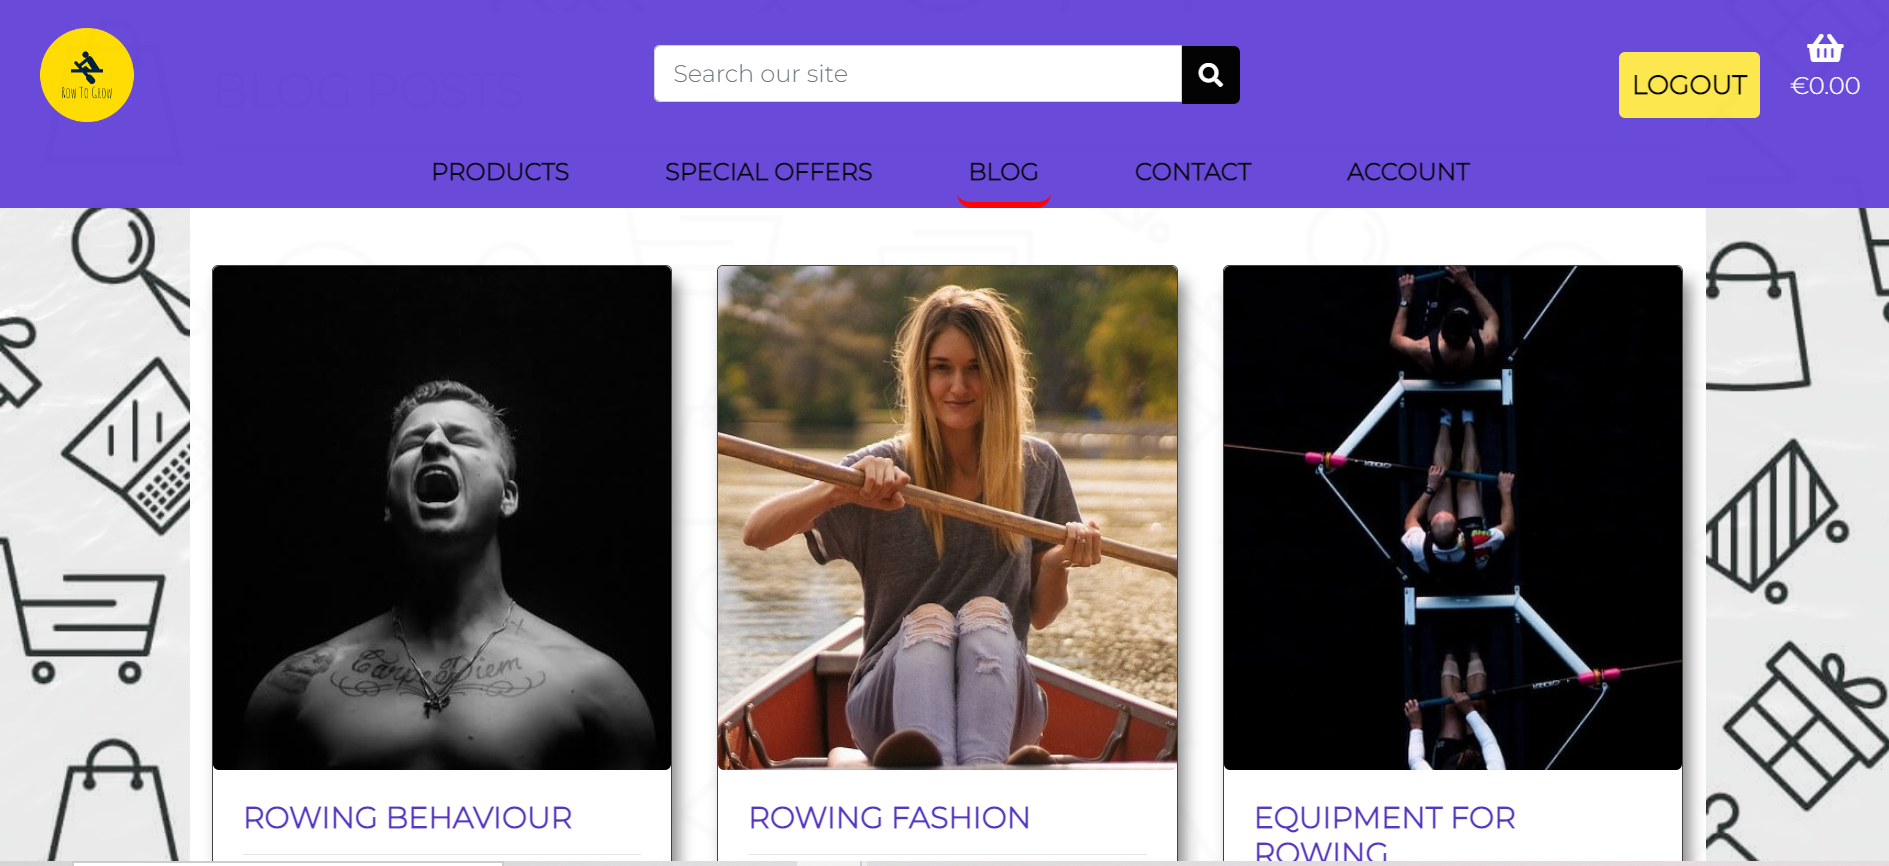 Row To Grow
BLOG POSTS
Search our site
LOGOUT
€0.00
PRODUCTS
SPECIAL OFFERS
BLOG
CONTACT
ACCOUNT
Carpe Diem
ROWING BEHAVIOUR
ROWING FASHION
EQUIPMENT FOR
ROWING